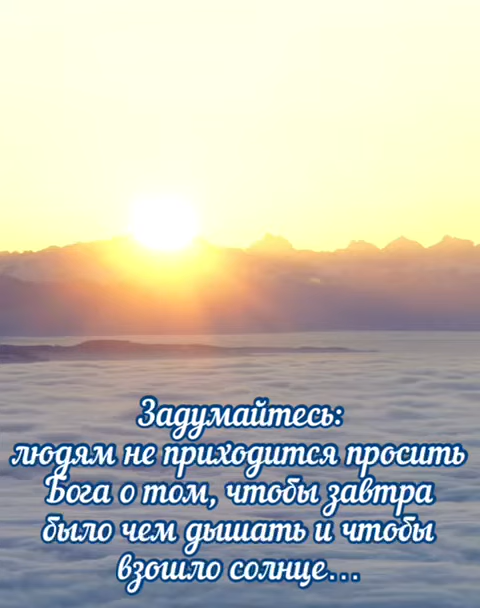 Задумайтесь:
людям не приходится просить
Бога о том, чтобы завтра
было чем дышать и чтобы
взошло солнце...